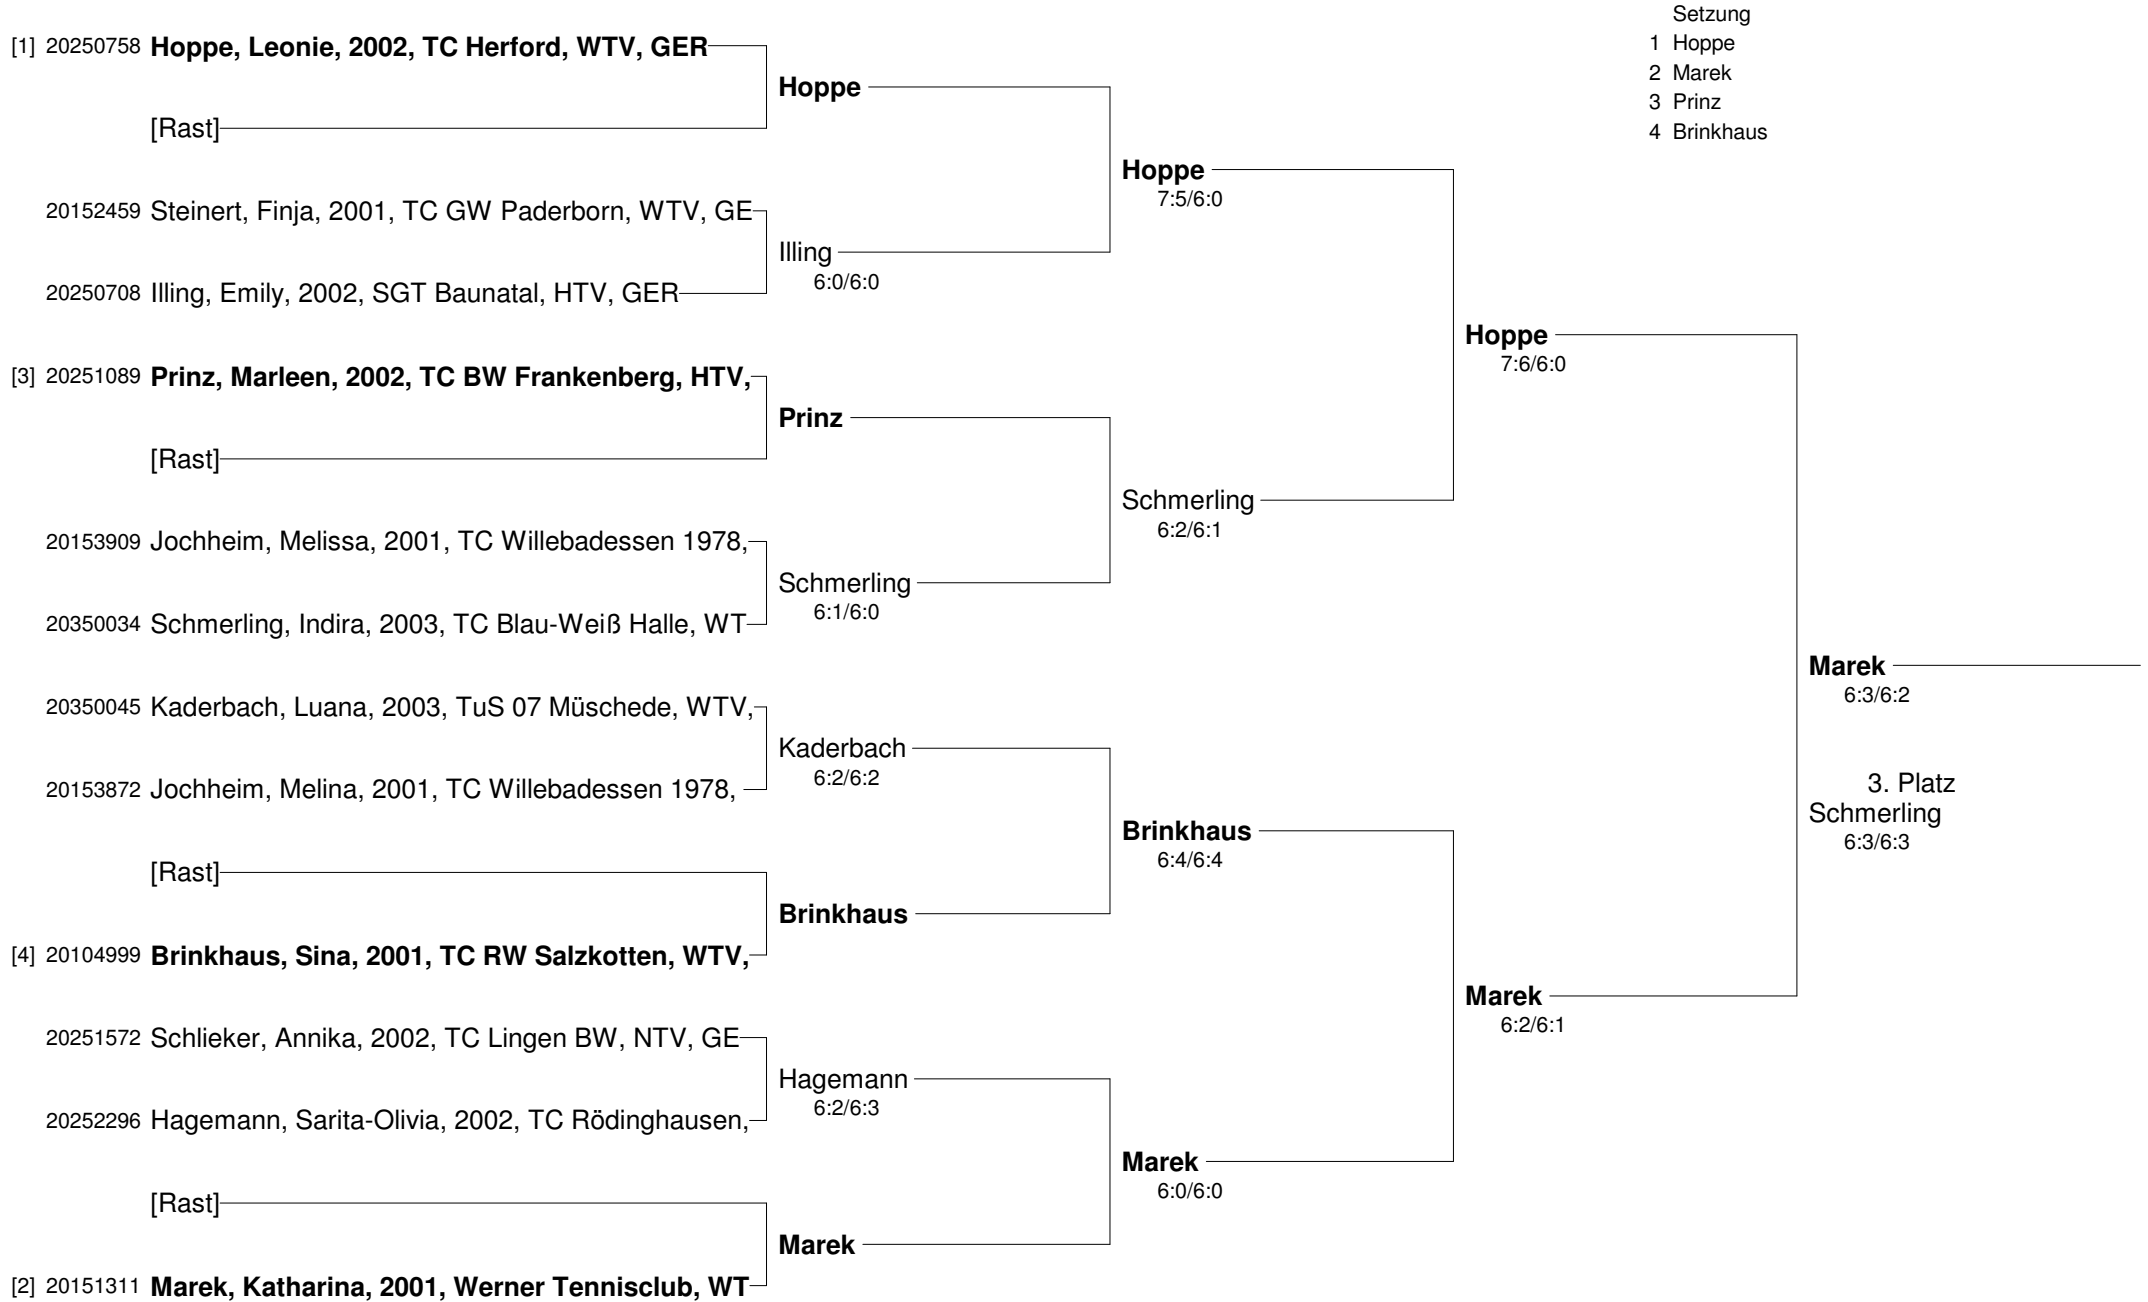 Setzung
1 Hoppe
2 Marek
3 Prinz
4 Brinkhaus
[1] 20250758 Hoppe, Leonie, 2002, TC Herford, WTV, GER
[Rast]
20152459 Steinert, Finja, 2001, TC GW Paderborn, WTV, GE
20250708 Illing, Emily, 2002, SGT Baunatal, HTV, GER
[3] 20251089 Prinz, Marleen, 2002, TC BW Frankenberg, HTV,
[Rast]
20153909 Jochheim, Melissa, 2001, TC Willebadessen 1978,
20350034 Schmerling, Indira, 2003, TC Blau-Weiß Halle, WT
20350045 Kaderbach, Luana, 2003, TuS 07 Müschede, WTV,
20153872 Jochheim, Melina, 2001, TC Willebadessen 1978,
[Rast]
[4] 20104999 Brinkhaus, Sina, 2001, TC RW Salzkotten, WTV,
20251572 Schlieker, Annika, 2002, TC Lingen BW, NTV, GE
20252296 Hagemann, Sarita-Olivia, 2002, TC Rödinghausen,
[Rast]
[2] 20151311 Marek, Katharina, 2001, Werner Tennisclub, WT
Hoppe
Illing
6:0/6:0
Prinz
Schmerling
6:1/6:0
Kaderbach
6:2/6:2
Brinkhaus
Hagemann
6:2/6:3
Marek
Hoppe
7:5/6:0
Schmerling
6:2/6:1
Brinkhaus
6:4/6:4
Marek
6:0/6:0
Hoppe
7:6/6:0
Marek
6:2/6:1
Marek
6:3/6:2
3. Platz
Schmerling
6:3/6:3